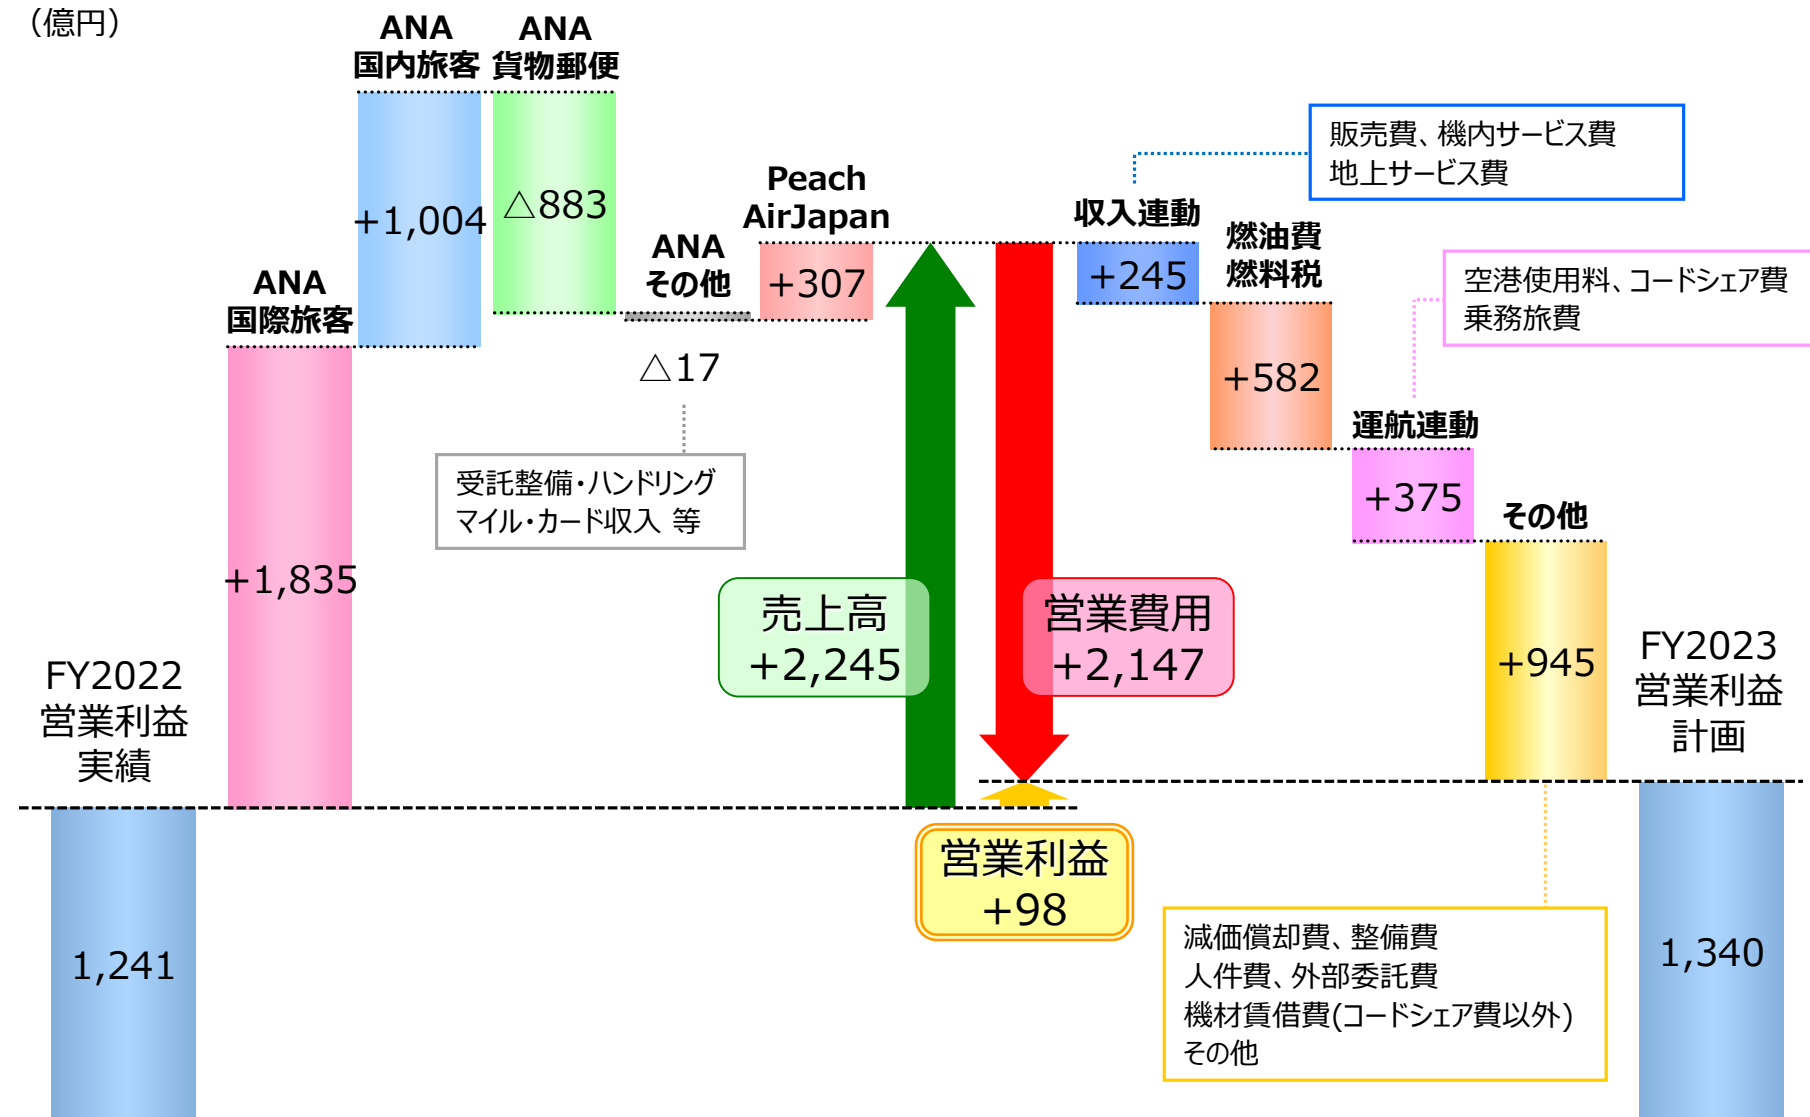 （億円）
ANA
国内旅客
ANA
貨物郵便
+1,004
△883
ANA
国際旅客
+1,835
ANA
その他
△17
受託整備・ハンドリング
マイル・カード収入 等
Peach
AirJapan
+307
収入連動
+245
販売費、機内サービス費
地上サービス費
燃油費
燃料税
+582
空港使用料、コードシェア費
乗務旅費
運航連動
+375
その他
+945
売上高
+2,245
営業費用
+2,147
FY2022
営業利益
実績
1,241
営業利益
+98
減価償却費、整備費
人件費、外部委託費
機材賃借費(コードシェア費以外)
その他
FY2023
営業利益
計画
1,340